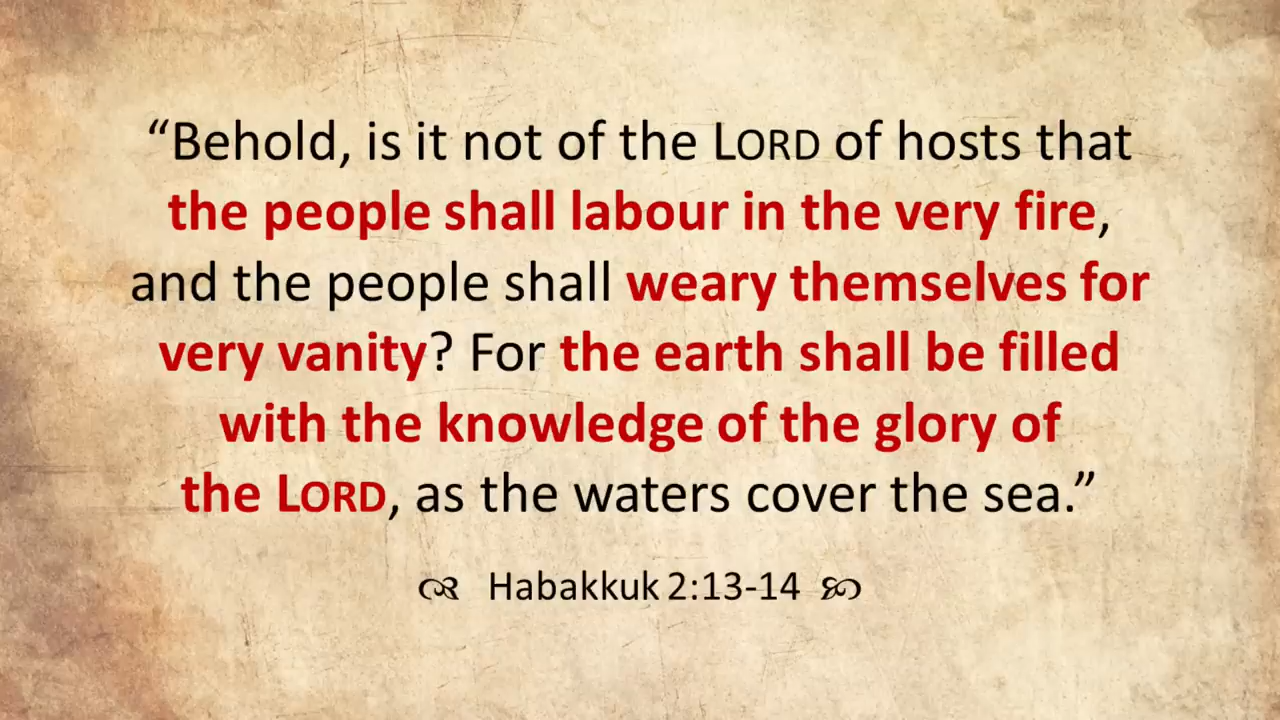 “Behold, is it not of the LORD of hosts that
the people shall labour in the very fire,
and the people shall weary themselves for
very vanity? For the earth shall be filled
with the knowledge of the glory of
the LORD, as the waters cover the sea.”
Habakkuk 2:13-14